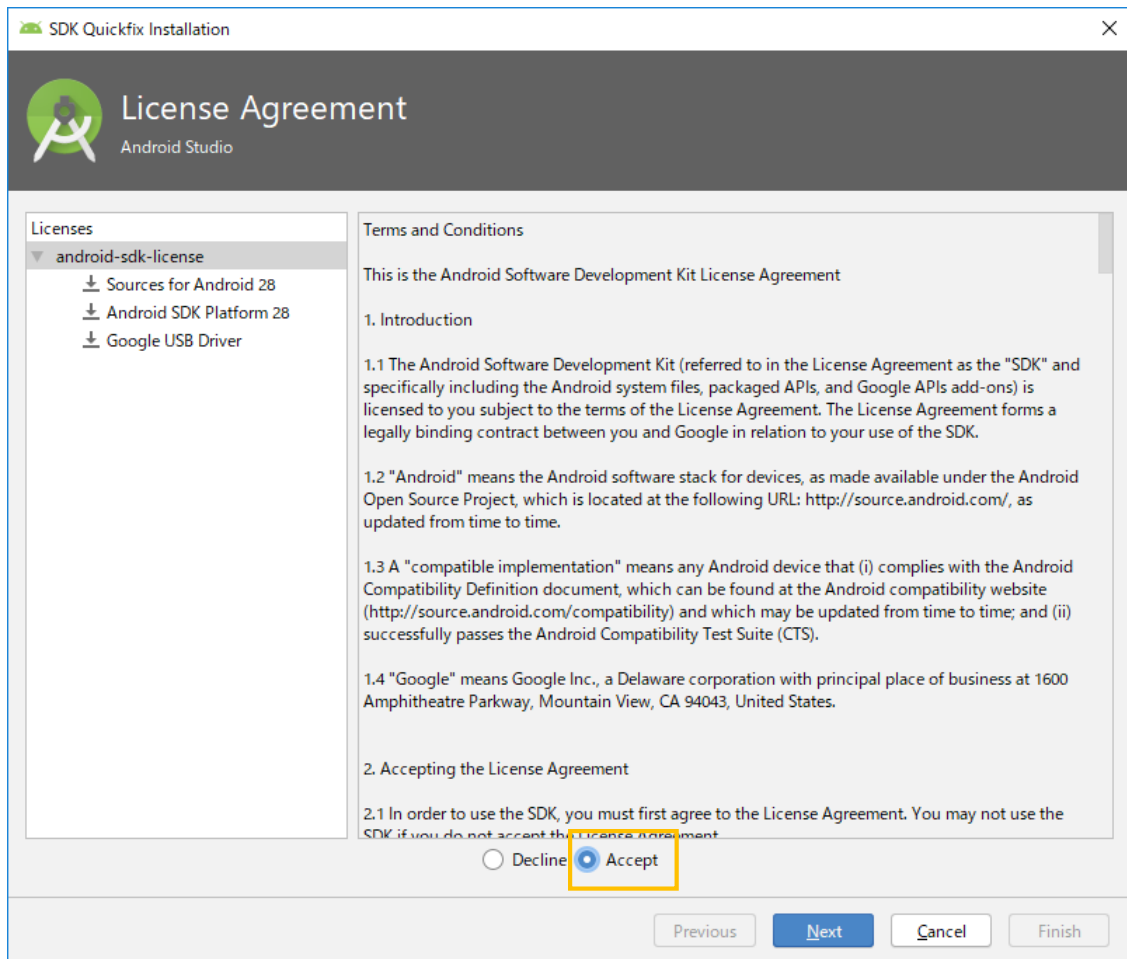 SDK Quickfix Installation
License Agreement
Android Studio
Licenses
android-sdk-license
Sources for Android 28
Android SDK Platform 28
Google USB Driver
Terms and Conditions
This is the Android Software Development Kit License Agreement
1. Introduction
1.1 The Android Software Development Kit (referred to in the License Agreement as the "SDK" and
specifically including the Android system files, packaged APIs, and Google APIs add-ons) is
licensed to you subject to the terms of the License Agreement. The License Agreement forms a
legally binding contract between you and Google in relation to your use of the SDK.
1.2 "Android" means the Android software stack for devices, as made available under the Android
Open Source Project, which is located at the following URL: http://source.android.com/, as
updated from time to time.
1.3 A "compatible implementation" means any Android device that (i) complies with the Android
Compatibility Definition document, which can be found at the Android compatibility website
(http://source.android.com/compatibility) and which may be updated from time to time; and (ii)
successfully passes the Android Compatibility Test Suite (CTS).
1.4 "Google" means Google Inc., a Delaware corporation with principal place of business at 1600
Amphitheatre Parkway, Mountain View, CA 94043, United States.
2. Accepting the License Agreement
2.1 In order to use the SDK, you must first agree to the License Agreement. You may not use the
SDK if you do not accept the License Agreement.
Decline
Accept
Previous
Next
Cancel
Finish